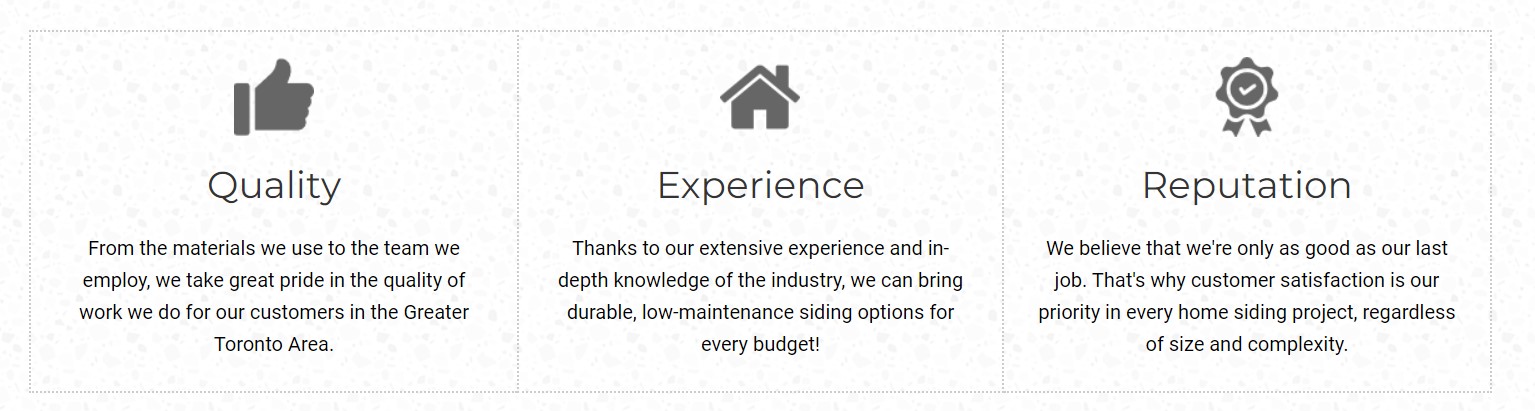 Quality
From the materials we use to the team we
employ, we take great pride in the quality of
work we do for our customers in the Greater
Toronto Area.
Experience
Thanks to our extensive experience and in-
depth knowledge of the industry, we can bring
durable, low-maintenance siding options for
every budget!
Reputation
We believe that we're only as good as our last
job. That's why customer satisfaction is our
priority in every home siding project, regardless
of size and complexity.